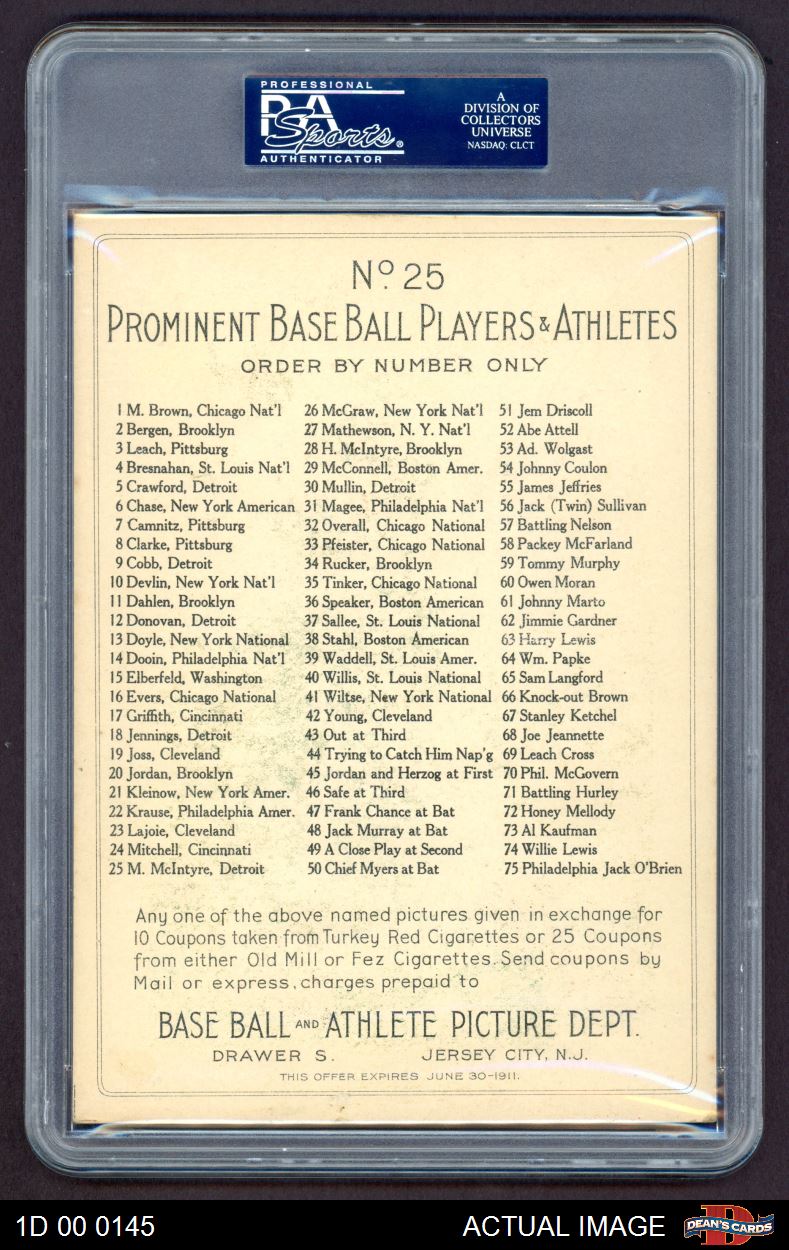 PROFESSIONAL
PSA
Sports®
AUTHENTICATOR
A
DIVISION OF
COLLECTORS
UNIVERSE
NASDAQ: CLCT
Nº. 25
PROMINENT BASE BALL PLAYERS & ATHLETES
ORDER BY NUMBER ONLY
1 M. Brown, Chicago Nat'l
2 Bergen, Brooklyn
3 Leach, Pittsburg
4 Bresnahan, St. Louis Nat'l
5 Crawford, Detroit
6 Chase, New York American
7 Camnitz, Pittsburg
8 Clarke, Pittsburg
9 Cobb, Detroit
10 Devlin, New York Nat'l
11 Dahlen, Brooklyn
12 Donovan, Detroit
13 Doyle, New York National
14 Dooin, Philadelphia Nat'l
15 Elberfeld, Washington
16 Evers, Chicago National
17 Griffith, Cincinnati
18 Jennings, Detroit
19 Joss, Cleveland
20 Jordan, Brooklyn
21 Kleinow, New York Amer.
22 Krause, Philadelphia Amer.
23 Lajoie, Cleveland
24 Mitchell, Cincinnati
25 M. McIntyre, Detroit
26 McGraw, New York Nat'l
27 Mathewson, N. Y. Nat'l
28 H. McIntyre, Brooklyn
29 McConnell, Boston Amer.
30 Mullin, Detroit
31 Magee, Philadelphia Nat'l
32 Overall, Chicago National
33 Pfeister, Chicago National
34 Rucker, Brooklyn
35 Tinker, Chicago National
36 Speaker, Boston American
37 Sallee, St. Louis National
38 Stahl, Boston American
39 Waddell, St. Louis Amer.
40 Willis, St. Louis National
41 Wiltse, New York National
42 Young, Cleveland
43 Out at Third
44 Trying to Catch Him Nap'g
45 Jordan and Herzog at First
46 Safe at Third
47 Frank Chance at Bat
48 Jack Murray at Bat
49 A Close Play at Second
50 Chief Myers at Bat
51 Jem Driscoll
52 Abe Attell
53 Ad. Wolgast
54 Johnny Coulon
55 James Jeffries
56 Jack (Twin) Sullivan
57 Battling Nelson
58 Packey McFarland
59 Tommy Murphy
60 Owen Moran
61 Johnny Marto
62 Jimmie Gardner
63 Harry Lewis
64 Wm. Papke
65 Sam Langford
66 Knock-out Brown
67 Stanley Ketchel
68 Joe Jeannette
69 Leach Cross
70 Phil. McGovern
71 Battling Hurley
72 Honey Mellody
73 Al Kaufman
74 Willie Lewis
75 Philadelphia Jack O'Brien
Any one of the above named pictures given in exchange for
10 Coupons taken from Turkey Red Cigarettes or 25 Coupons
from either Old Mill or Fez Cigarettes. Send coupons by
Mail or express, charges prepaid to
BASE BALL AND ATHLETE PICTURE DEPT.
DRAWER S. JERSEY CITY, N.J.
THIS OFFER EXPIRES JUNE 30-1911.
1D 00 0145 ACTUAL IMAGE DEAN'S CARDS